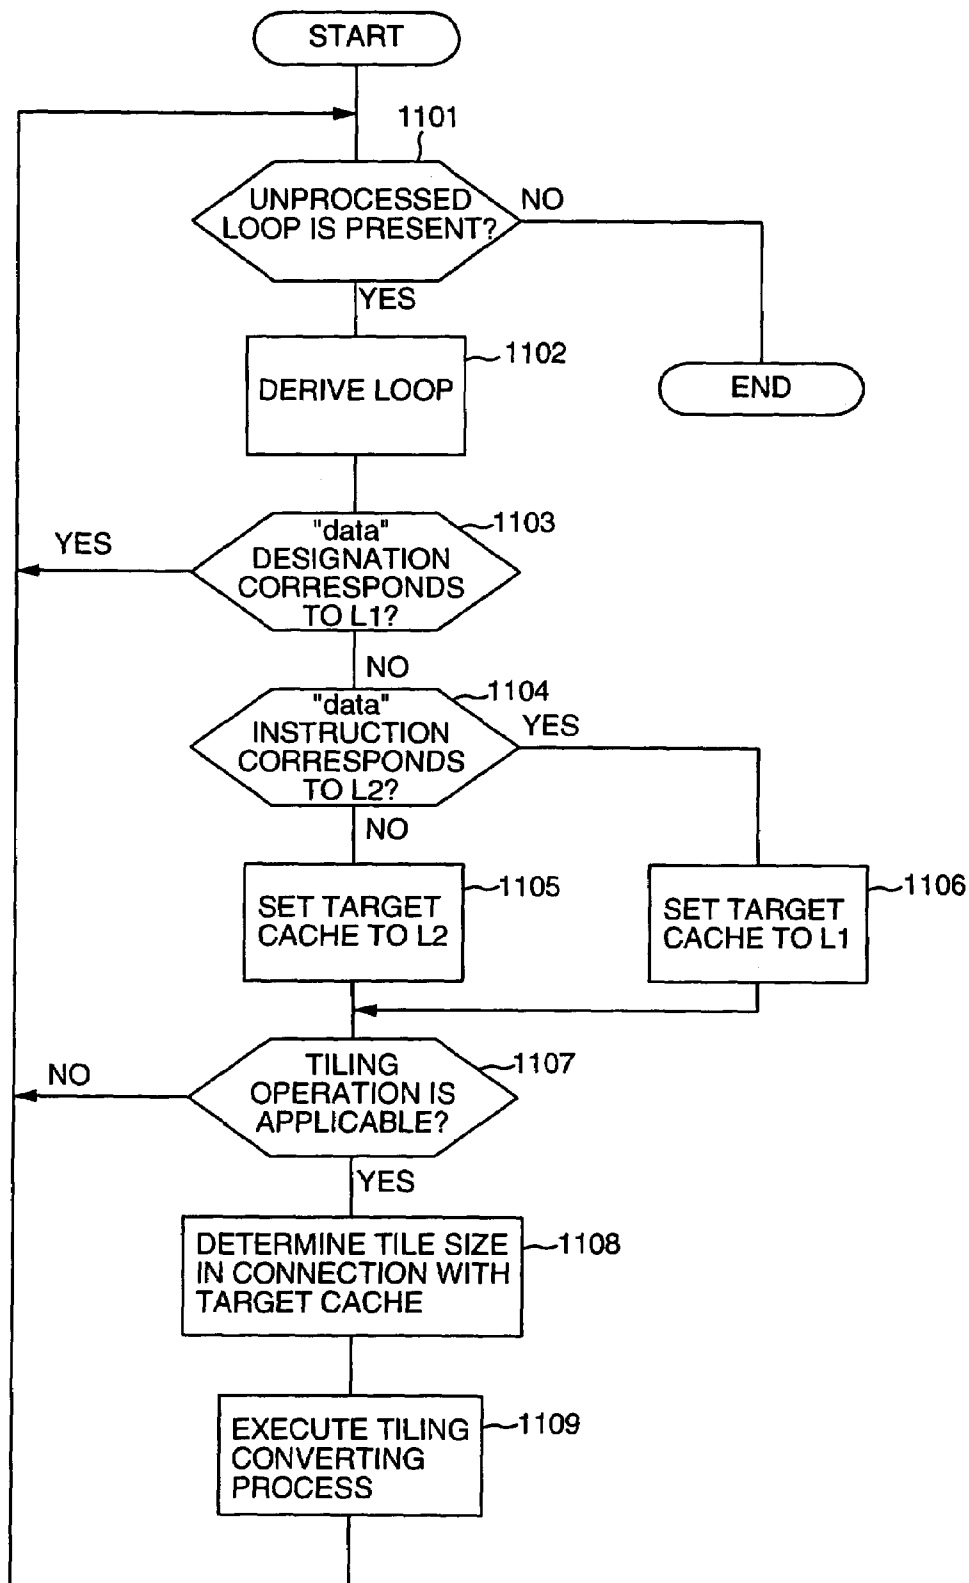 START
1101
UNPROCESSED
LOOP IS PRESENT?
NO
YES
1102
DERIVE LOOP
END
1103
"data"
DESIGNATION
CORRESPONDS
TO L1?
YES
NO
1104
"data"
INSTRUCTION
CORRESPONDS
TO L2?
YES
NO
1105
SET TARGET
CACHE TO L2
1106
SET TARGET
CACHE TO L1
1107
TILING
OPERATION IS
APPLICABLE?
NO
YES
1108
DETERMINE TILE SIZE
IN CONNECTION WITH
TARGET CACHE
1109
EXECUTE TILING
CONVERTING
PROCESS